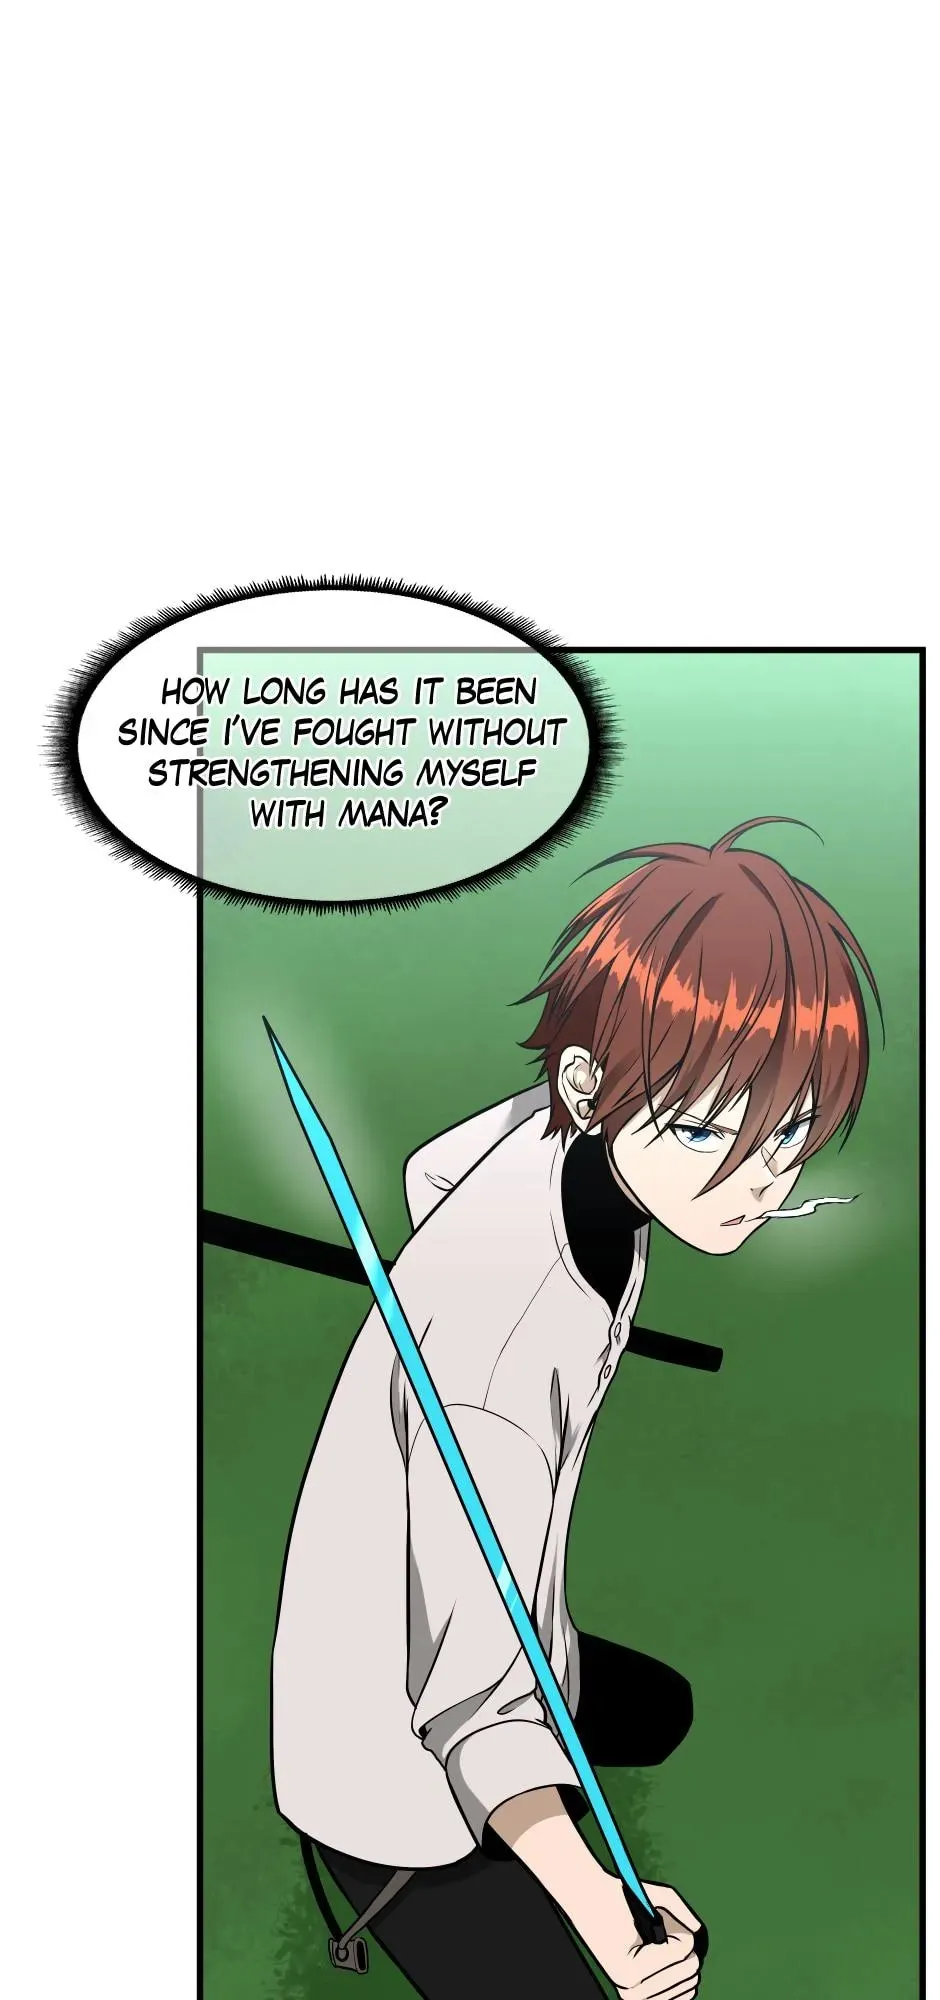 HOW LONG HAS IT BEEN
SINCE I'VE FOUGHT WITHOUT
STRENGTHENING MYSELF
WITH MANA?